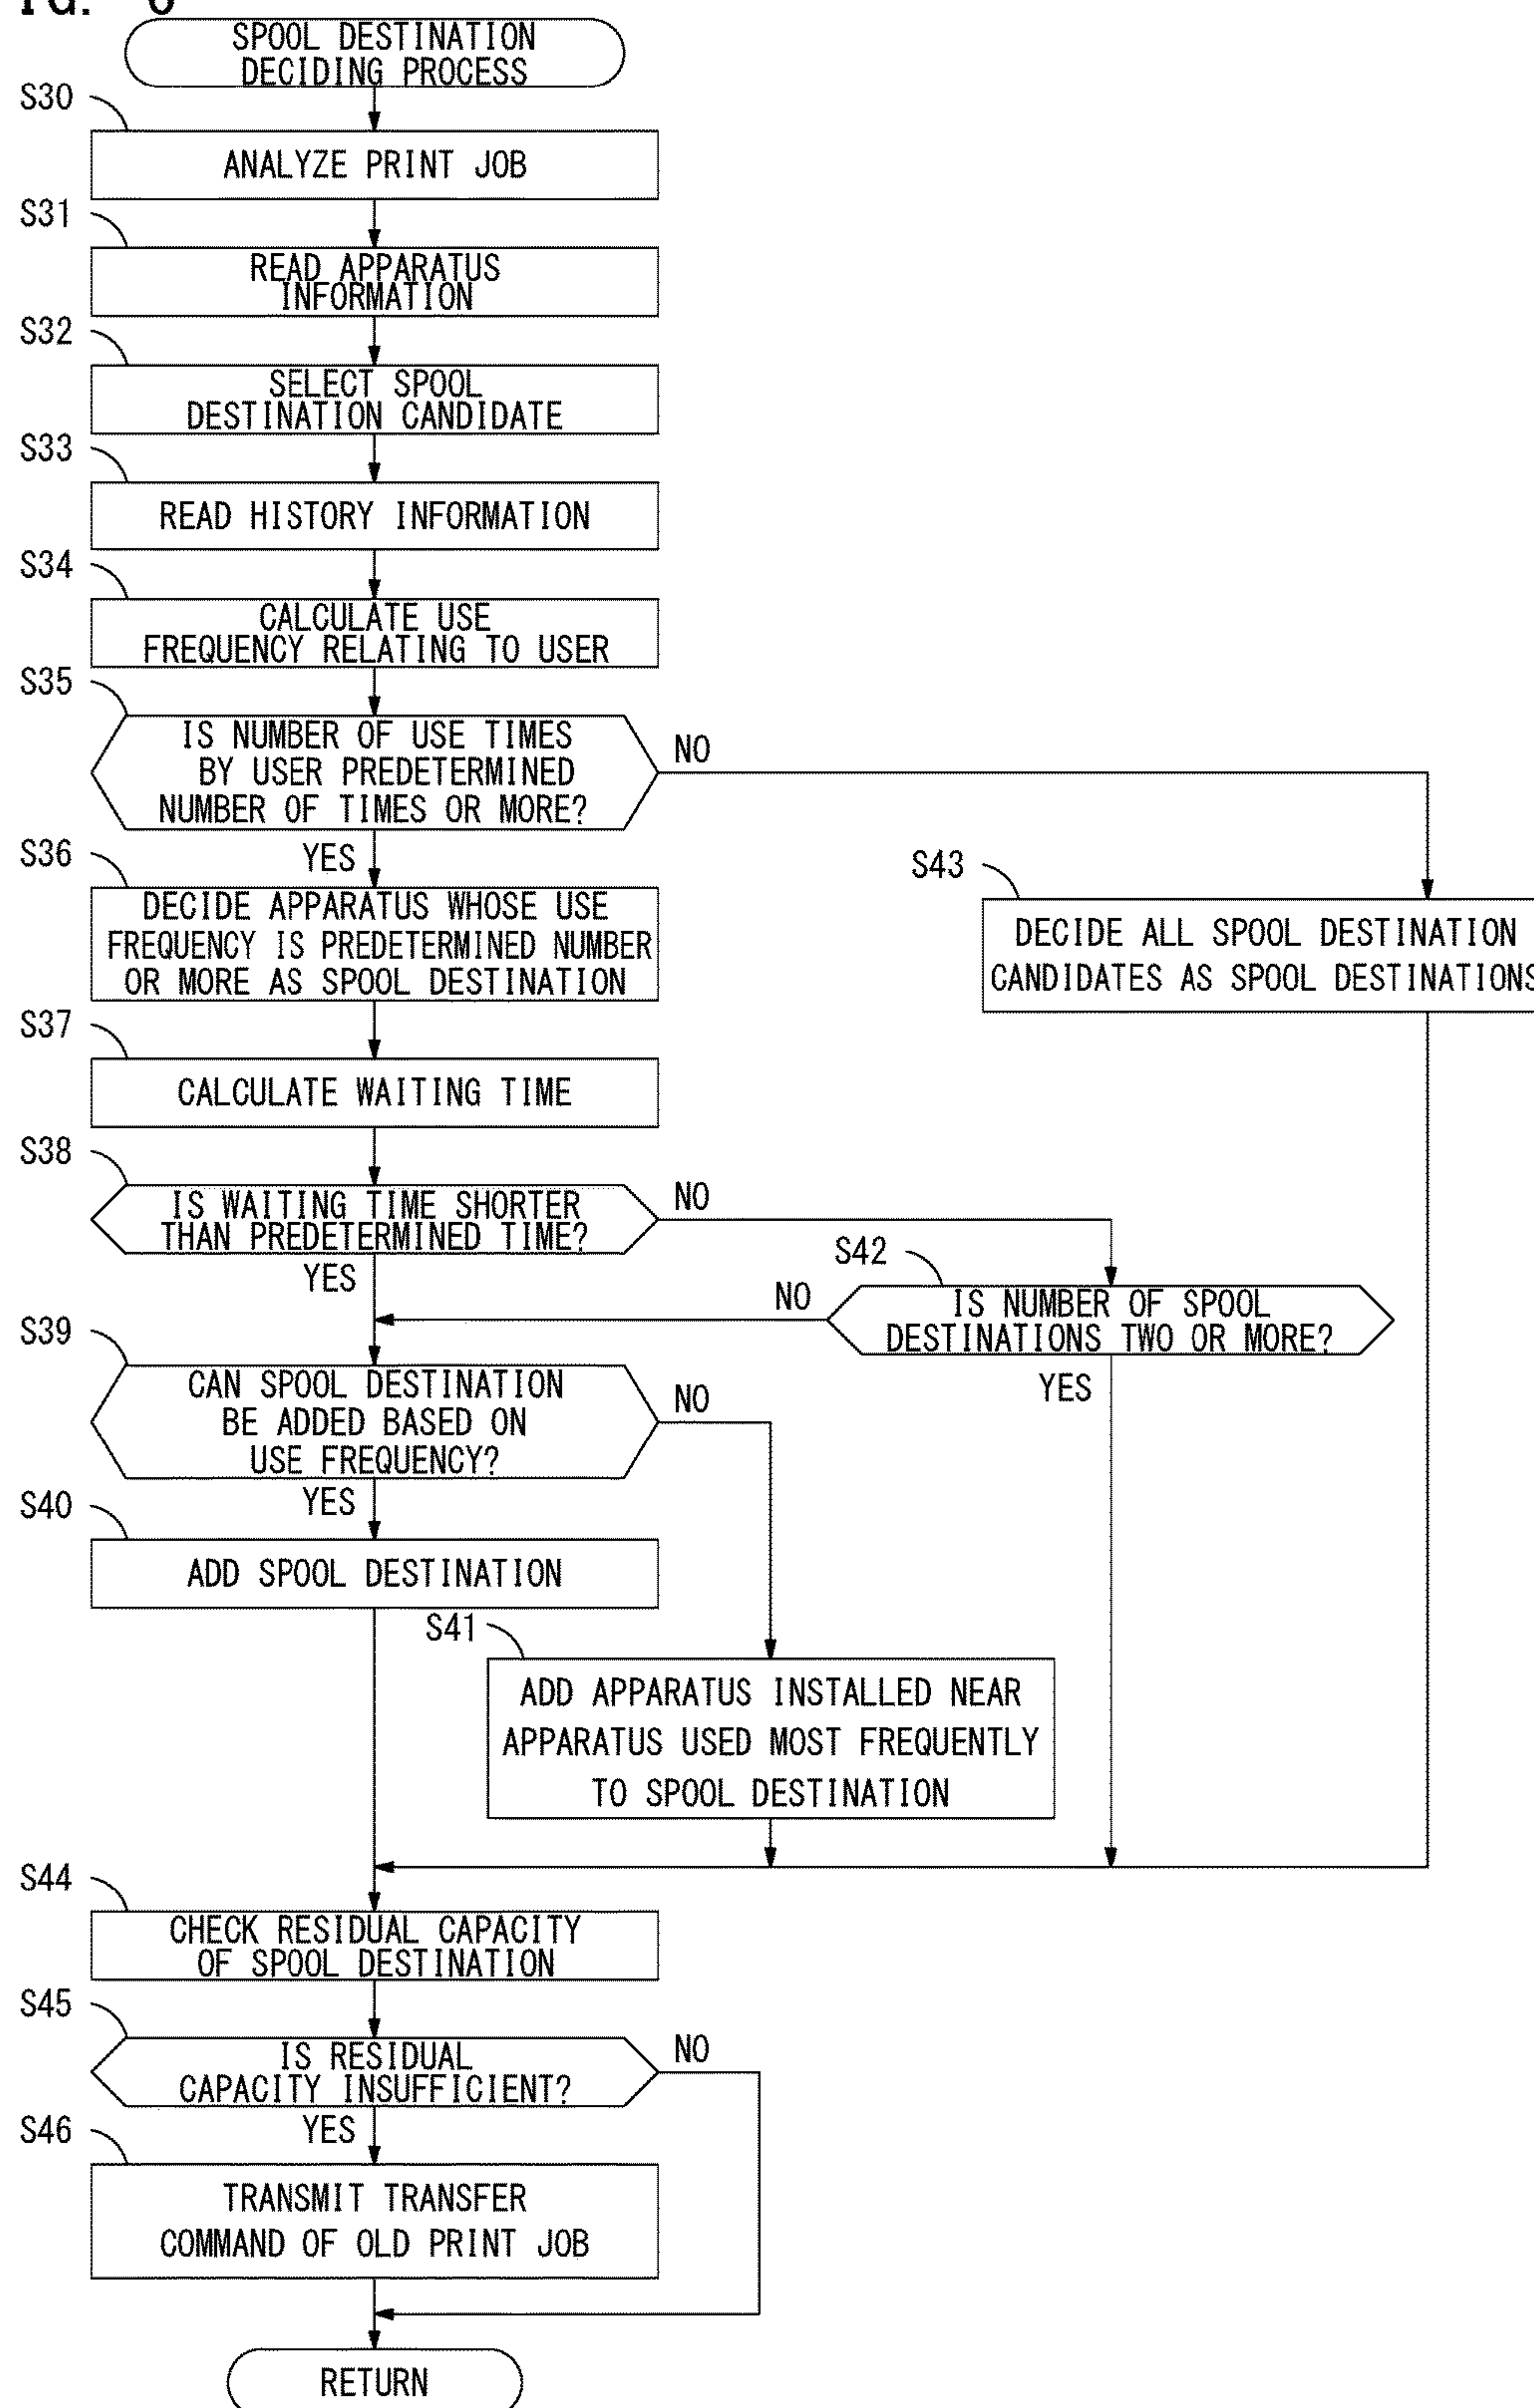 SPOOL DESTINATION
DECIDING PROCESS
S30
ANALYZE PRINT JOB
S31
READ APPARATUS
INFORMATION
S32
SELECT SPOOL
DESTINATION CANDIDATE
S33
READ HISTORY INFORMATION
S34
CALCULATE USE
FREQUENCY RELATING TO USER
S35
IS NUMBER OF USE TIMES
BY USER PREDETERMINED
NUMBER OF TIMES OR MORE?
NO
YES
S36
DECIDE APPARATUS WHOSE USE
FREQUENCY IS PREDETERMINED NUMBER
OR MORE AS SPOOL DESTINATION
S43
DECIDE ALL SPOOL DESTINATION
CANDIDATES AS SPOOL DESTINATIONS
S37
CALCULATE WAITING TIME
S38
IS WAITING TIME SHORTER
THAN PREDETERMINED TIME?
NO
YES
S42
IS NUMBER OF SPOOL
DESTINATIONS TWO OR MORE?
NO
YES
S39
CAN SPOOL DESTINATION
BE ADDED BASED ON
USE FREQUENCY?
NO
YES
S40
ADD SPOOL DESTINATION
S41
ADD APPARATUS INSTALLED NEAR
APPARATUS USED MOST FREQUENTLY
TO SPOOL DESTINATION
S44
CHECK RESIDUAL CAPACITY
OF SPOOL DESTINATION
S45
IS RESIDUAL
CAPACITY INSUFFICIENT?
NO
YES
S46
TRANSMIT TRANSFER
COMMAND OF OLD PRINT JOB
RETURN